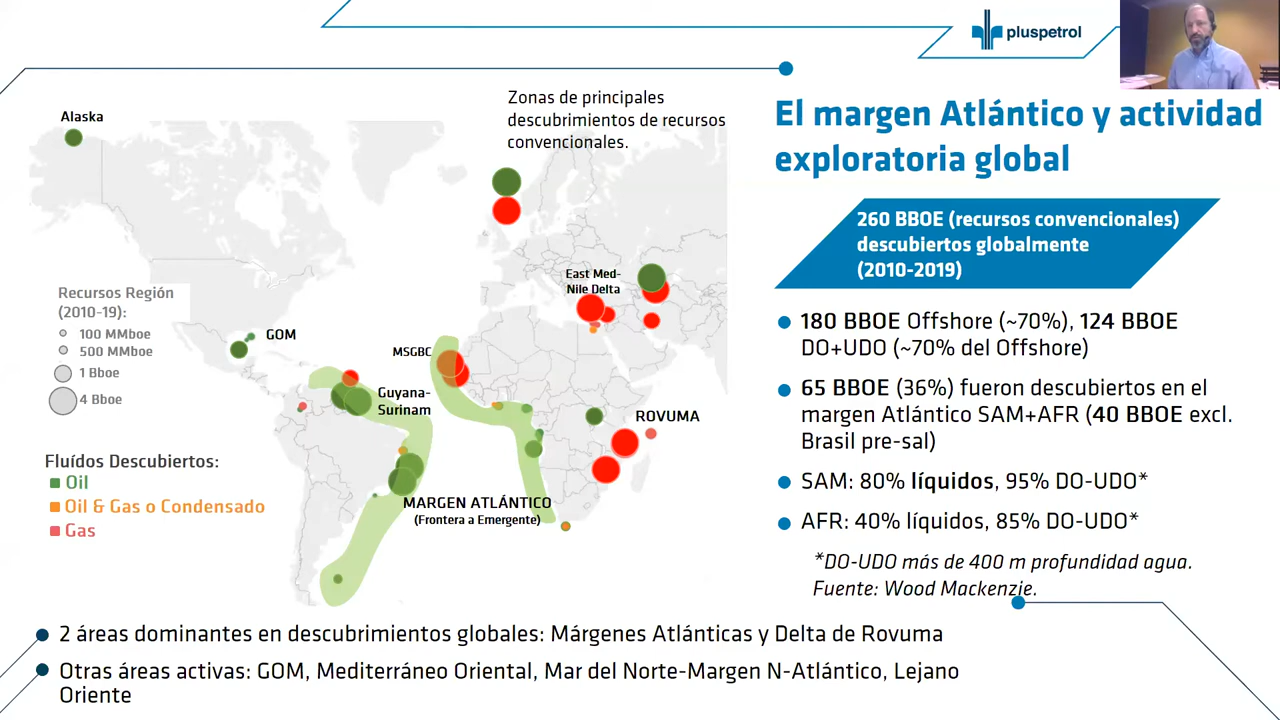 pluspetrol
El margen Atlántico y actividad
exploratoria global
Zonas de principales
descubrimientos de recursos
convencionales.
Alaska
East Med-
Nile Delta
Recursos Región
(2010-19):
100 MMboe
500 MMboe
1 Bboe
4 Bboe
GOM
MSGBC
Guyana-
Surinam
ROVUMA
MARGEN ATLÁNTICO
(Frontera a Emergente)
Fluídos Descubiertos:
Oil
Oil & Gas o Condensado
Gas
260 BBOE (recursos convencionales)
descubiertos globalmente
(2010-2019)
180 BBOE Offshore (~70%), 124 BBOE
DO+UDO (~70% del Offshore)
65 BBOE (36%) fueron descubiertos en el
margen Atlántico SAM+AFR (40 BBOE excl.
Brasil pre-sal)
SAM: 80% líquidos, 95% DO-UDO*
AFR: 40% líquidos, 85% DO-UDO*
*DO-UDO más de 400 m profundidad agua.
Fuente: Wood Mackenzie.
2 áreas dominantes en descubrimientos globales: Márgenes Atlánticas y Delta de Rovuma
Otras áreas activas: GOM, Mediterráneo Oriental, Mar del Norte-Margen N-Atlántico, Lejano
Oriente